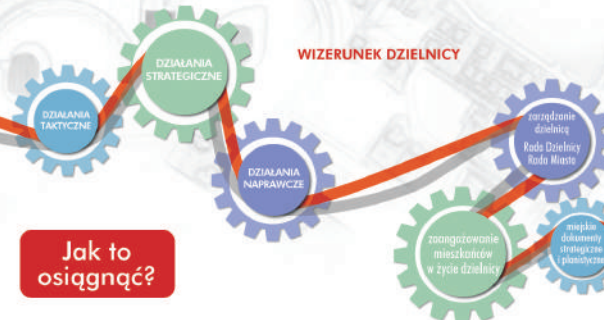 DZIAŁANIA
TAKTYCZNE
DZIAŁANIA
STRATEGICZNE
WIZERUNEK DZIELNICY
DZIAŁANIA
NAPRAWCZE
zarządzanie
dzielnicą
Rada Dzielnicy
Rada Miasta
zaangażowanie
mieszkańców
w życie dzielnicy
miejskie
dokumenty
strategiczne
i planistyczne
Jak to
osiągnąć?